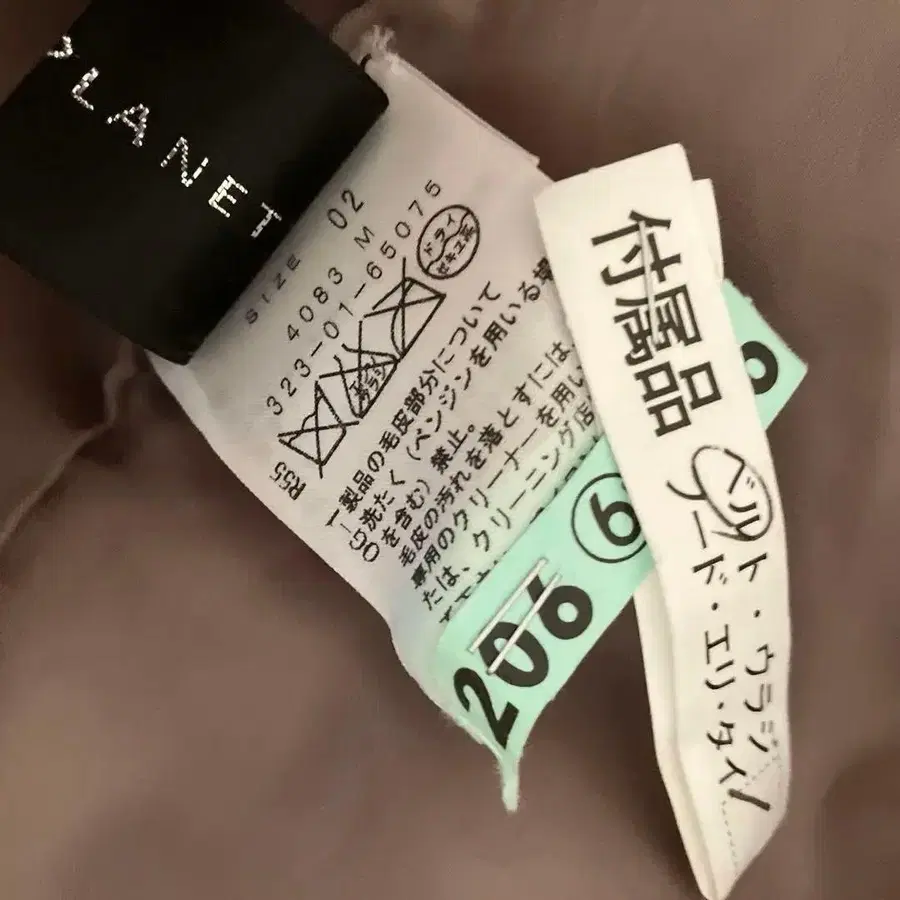 PLANET
SIZE 02
4083 M
323-01-65075
ドライ
セキユ系
R55
製品の毛皮部分について
洗たく(ベンジンを用いる
を含む)禁止。
毛皮の汚れを落とすには、
専用のクリーナーを用い
たは、クリーニング店
付属品
ベルト・ウラジ
フード・エリ・タイ
206
6